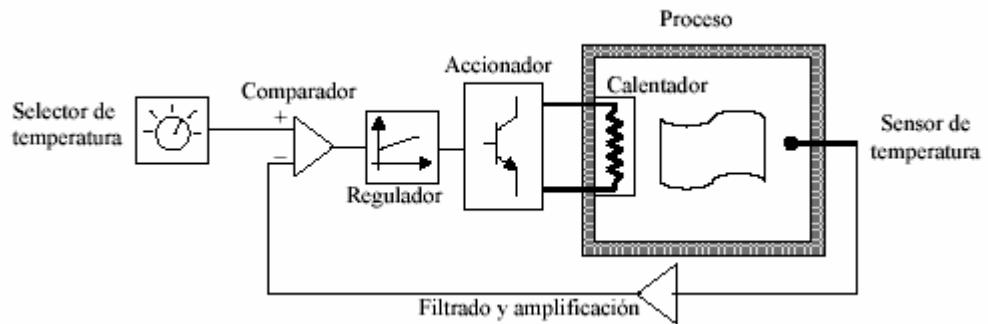 Proceso
Accionador
Calentador
Comparador
Selector de
temperatura
+
−
Regulador
Sensor de
temperatura
Filtrado y amplificación